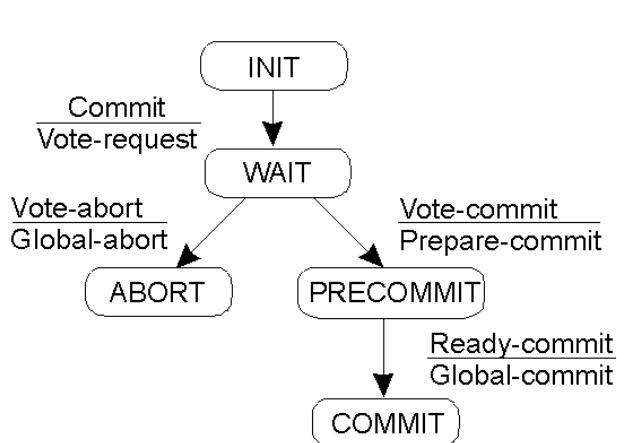 INIT
Commit
Vote-request
WAIT
Vote-abort
Global-abort
Vote-commit
Prepare-commit
ABORT
PRECOMMIT
Ready-commit
Global-commit
COMMIT